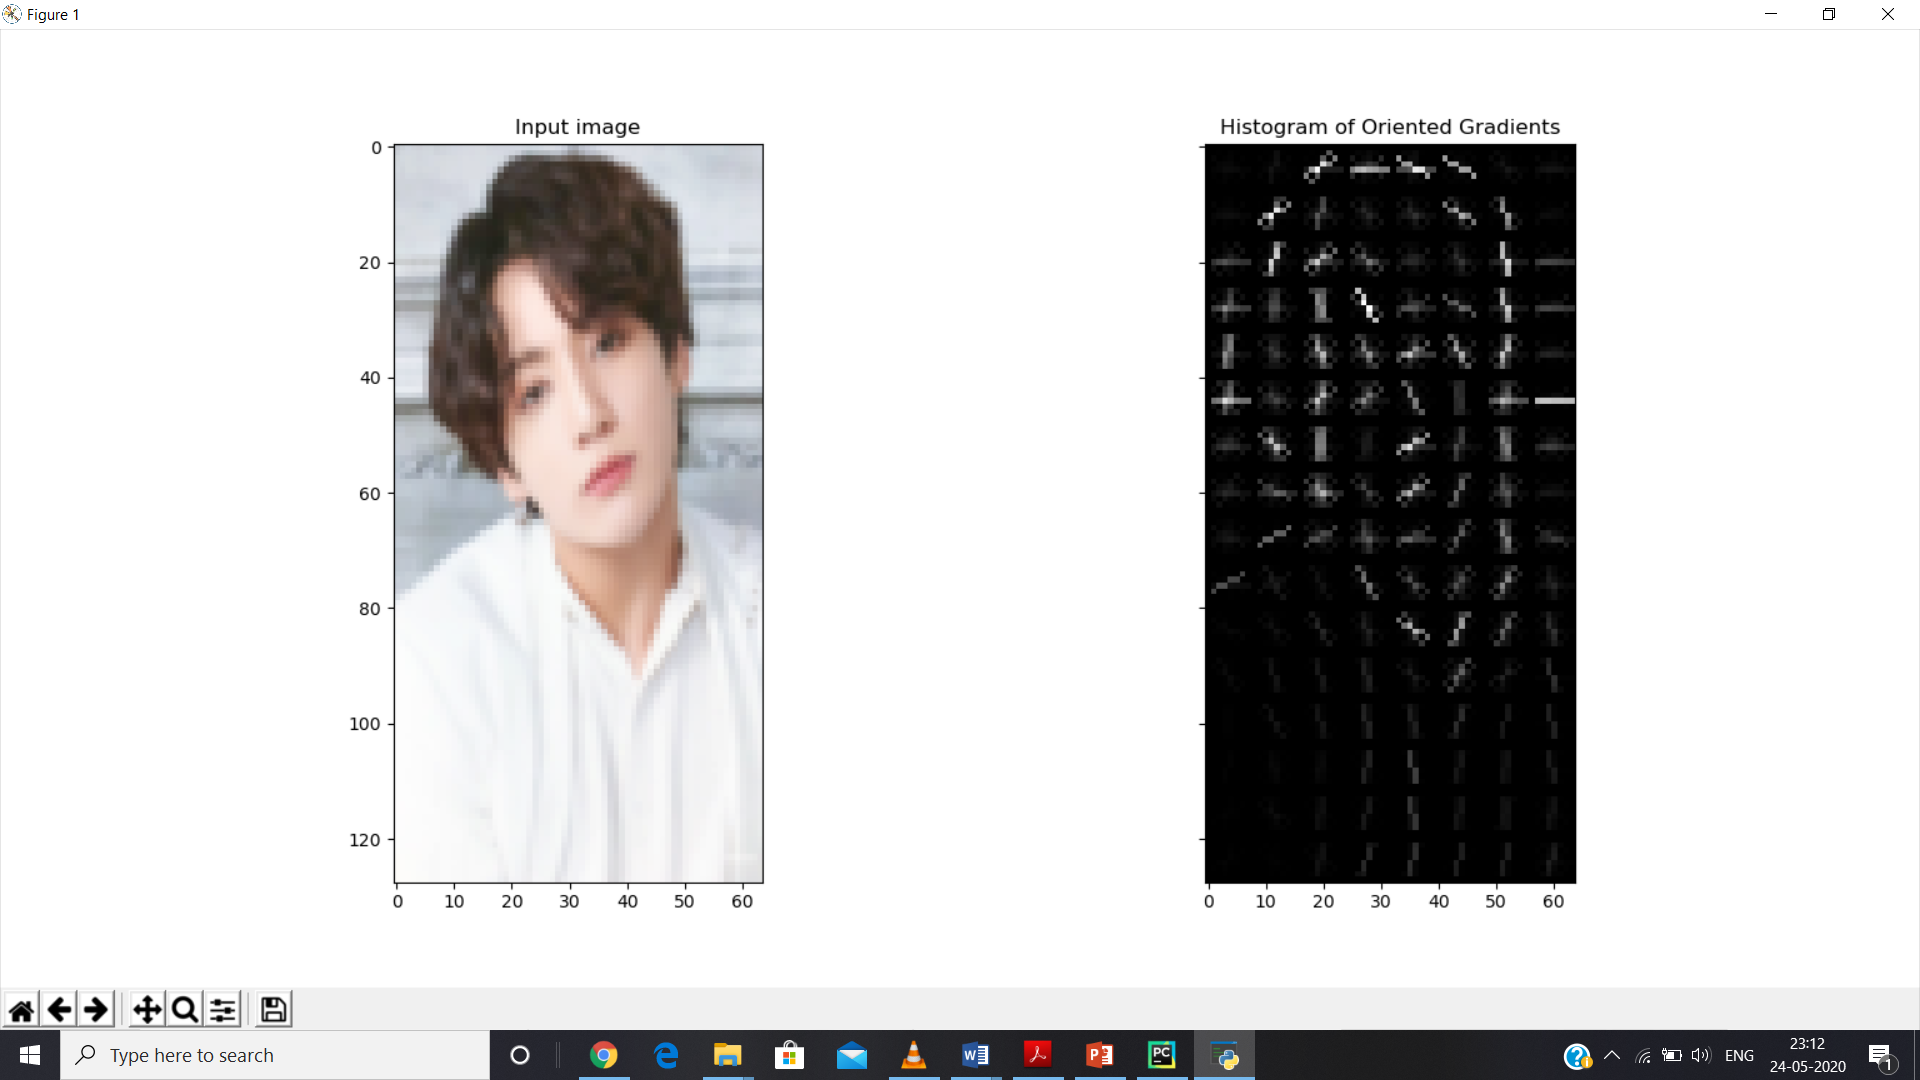 Figure 1
Input image
0
20
40
60
80
100
120
0 10 20 30 40 50 60
Histogram of Oriented Gradients
0 10 20 30 40 50 60
Type here to search
W
P
PC
ENG
23:12
24-05-2020
1